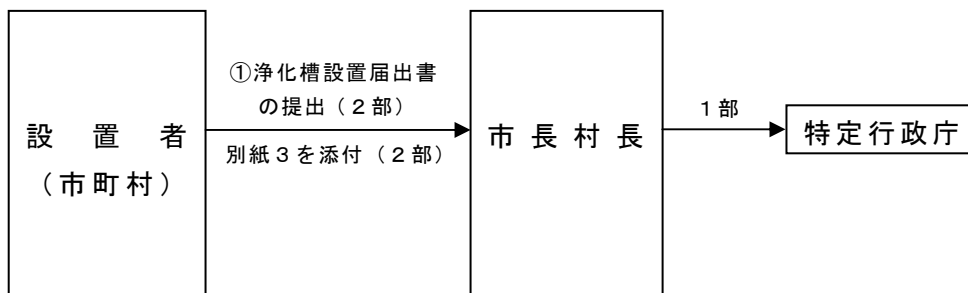 設置者
（市町村）
①浄化槽設置届出書
の提出（２部）
別紙３を添付（２部）
市長村長
１部
特定行政庁